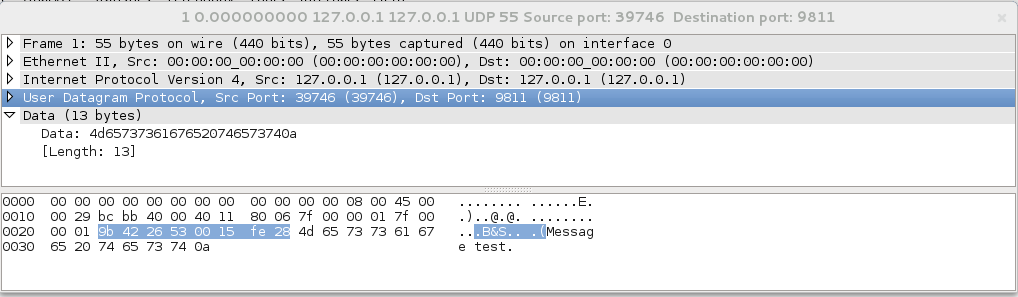 1 0.000000000 127.0.0.1 127.0.0.1 UDP 55 Source port: 39746  Destination port: 9811
Frame 1: 55 bytes on wire (440 bits), 55 bytes captured (440 bits) on interface 0
Ethernet II, Src: 00:00:00_00:00:00 (00:00:00:00:00:00), Dst: 00:00:00_00:00:00 (00:00:00:00:00:00)
Internet Protocol Version 4, Src: 127.0.0.1 (127.0.0.1), Dst: 127.0.0.1 (127.0.0.1)
User Datagram Protocol, Src Port: 39746 (39746), Dst Port: 9811 (9811)
Data (13 bytes)
Data: 4d65737361676520746573740a
[Length: 13]
0000  00 00 00 00 00 00 00 00  00 00 00 00 08 00 45 00   ........ ......E.
0010  00 29 bc bb 40 00 40 11  80 06 7f 00 00 01 7f 00   .)..@.@. ........
0020  00 01 9b 42 26 53 00 15  fe 28 4d 65 73 73 61 67   ...B&S.. .(Messag
0030  65 20 74 65 73 74 0a   e test.